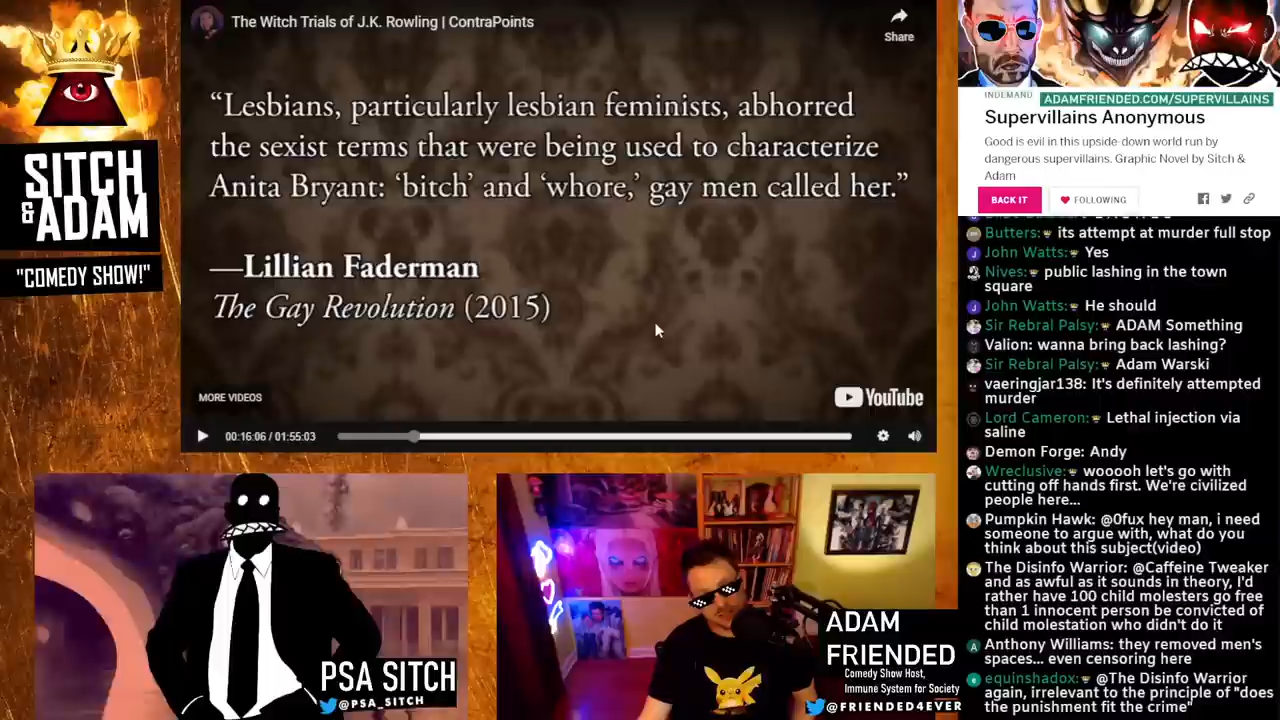 The Witch Trials of J.K. Rowling | ContraPoints
Share
“Lesbians, particularly lesbian feminists, abhorred
the sexist terms that were being used to characterize
Anita Bryant: ‘bitch’ and ‘whore,’ gay men called her.”
—Lillian Faderman
The Gay Revolution (2015)
MORE VIDEOS
YouTube
00:16:06 / 01:55:03
SITCH
& ADAM
"COMEDY SHOW!"
PSA SITCH
@PSA_SITCH
ADAM
FRIENDED
Comedy Show Host,
Immune System for Society
@FRIENDED4EVER
INDEMAND
ADAMFRIENDED.COM/SUPERVILLAINS
Supervillains Anonymous
Good is evil in this upside-down world run by
dangerous supervillains. Graphic Novel by Sitch &
Adam
BACK IT
FOLLOWING
Butters: its attempt at murder full stop
John Watts: Yes
Nives: public lashing in the town
square
John Watts: He should
Sir Rebral Palsy: ADAM Something
Valion: wanna bring back lashing?
Sir Rebral Palsy: Adam Warski
vaeringjar138: It's definitely attempted
murder
Lord Cameron: Lethal injection via
saline
Demon Forge: Andy
Wreclusive: wooooh let's go with
cutting off hands first. We're civilized
people here...
Pumpkin Hawk: @0fux hey man, i need
someone to argue with, what do you
think about this subject(video)
The Disinfo Warrior: @Caffeine Tweaker
and as awful as it sounds in theory, I'd
rather have 100 child molesters go free
than 1 innocent person be convicted of
child molestation who didn't do it
Anthony Williams: they removed men's
spaces... even censoring here
equinshadox: @The Disinfo Warrior
again, irrelevant to the principle of "does
the punishment fit the crime"